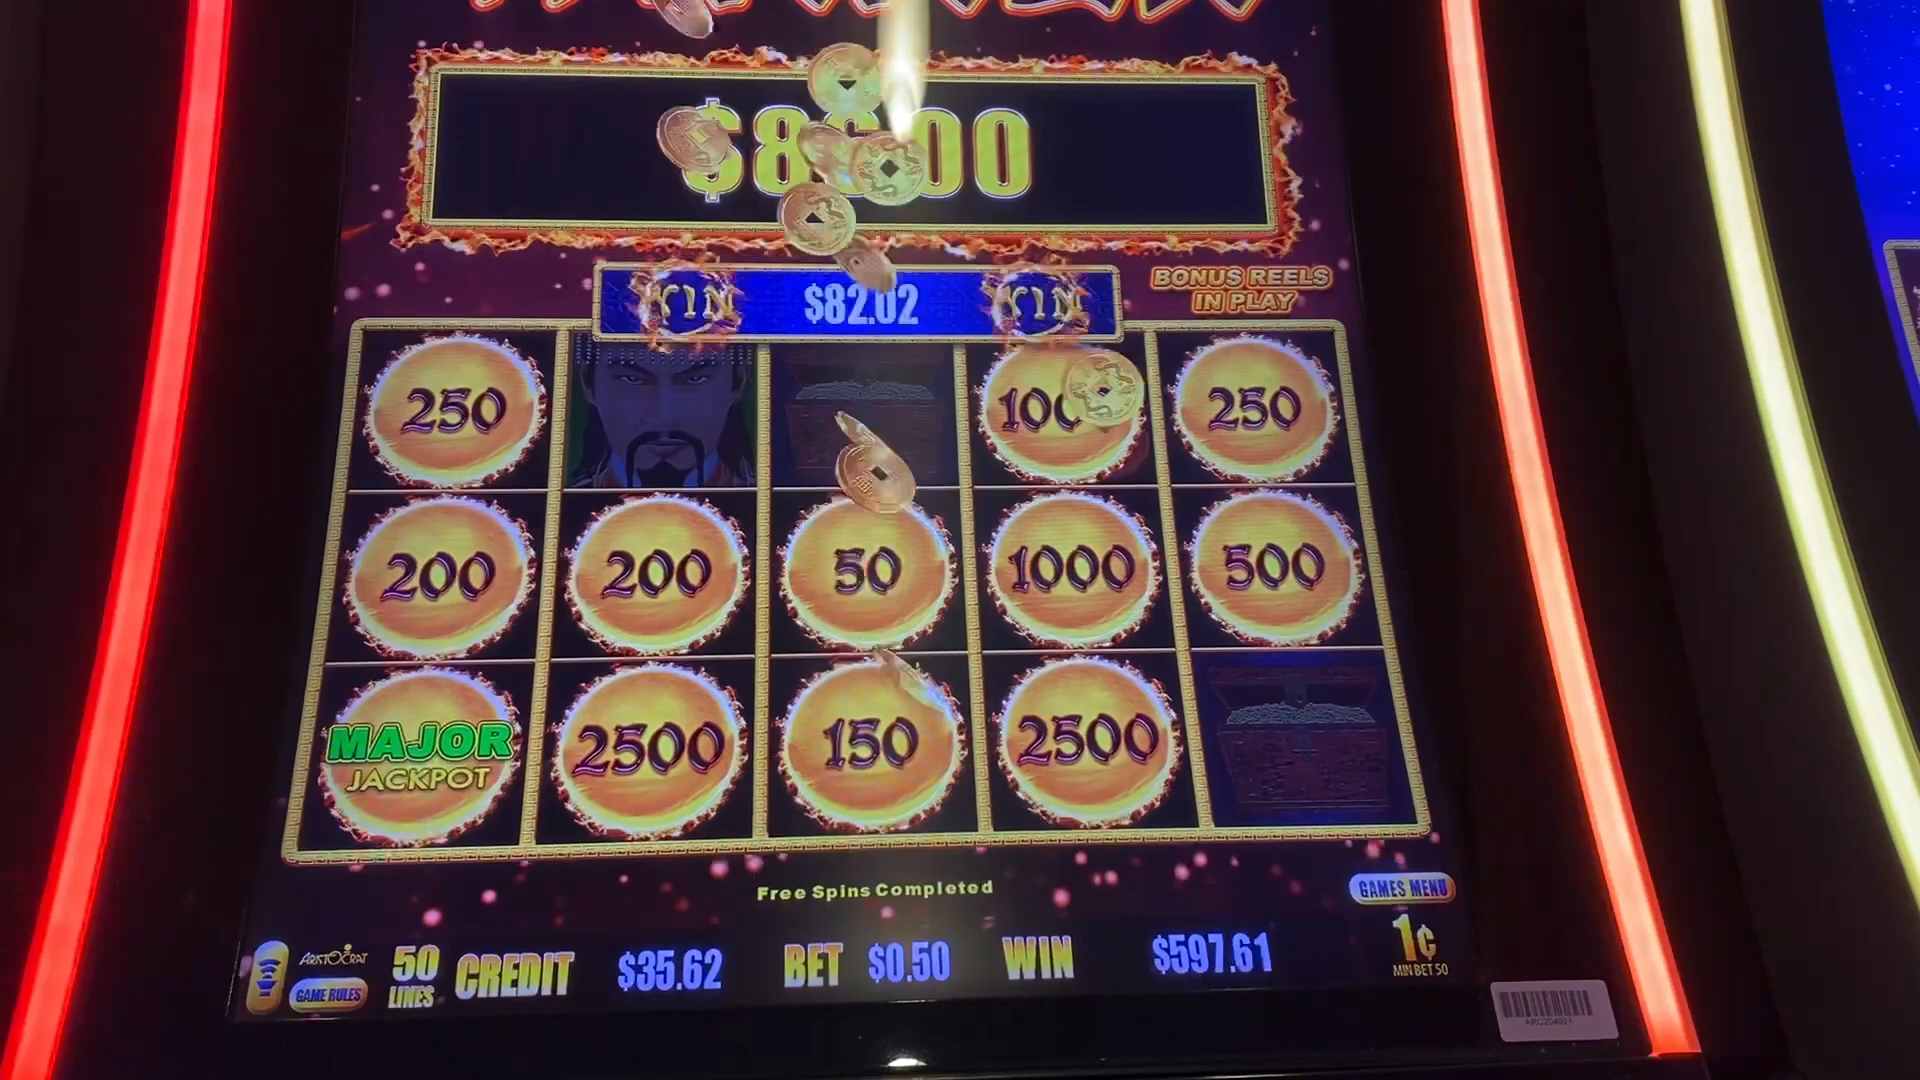 $82.02
BONUS REELS
IN PLAY
250
250
200
200
50
1000
500
MAJOR
JACKPOT
2500
150
2500
Free Spins Completed
GAMES MENU
ARISTOCRAT
GAME RULES
50
LINES
CREDIT $35.62 BET $0.50 WIN $597.61
1¢
MIN BET 50